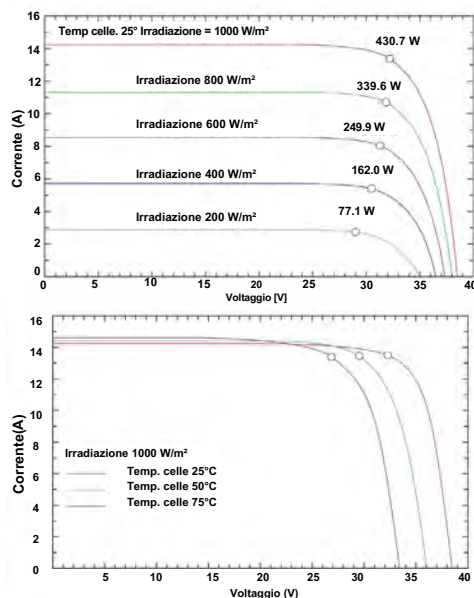 16
14
12
10
8
6
4
2
0
Corrente (A)
Temp celle. 25° Irradiazione = 1000 W/m²
430.7 W
Irradiazione 800 W/m²
339.6 W
Irradiazione 600 W/m²
249.9 W
Irradiazione 400 W/m²
162.0 W
Irradiazione 200 W/m²
77.1 W
0 5 10 15 20 25 30 35 40
Voltaggio [V]
16
14
12
10
8
6
4
2
0
Corrente(A)
Irradiazione 1000 W/m²
Temp. celle 25°C
Temp. celle 50°C
Temp. celle 75°C
0 5 10 15 20 25 30 35 40
Voltaggio (V)